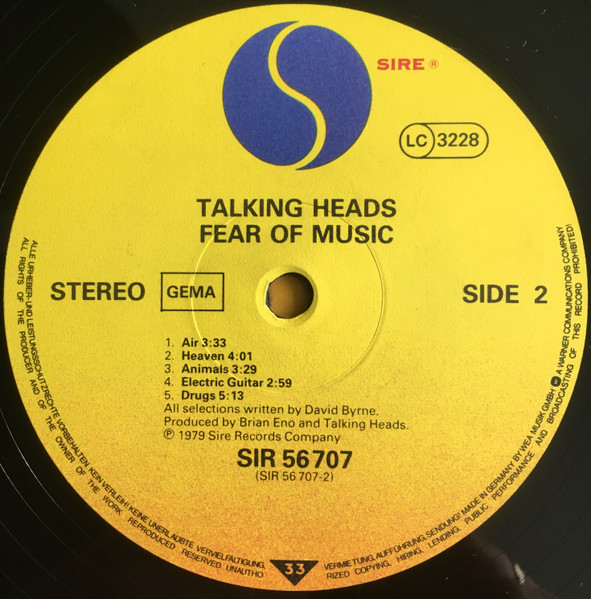 SIRE ®
LC 3228
TALKING HEADS
FEAR OF MUSIC
STEREO
GEMA
SIDE 2
1. Air 3:33
2. Heaven 4:01
3. Animals 3:29
4. Electric Guitar 2:59
5. Drugs 5:13
All selections written by David Byrne.
Produced by Brian Eno and Talking Heads.
℗ 1979 Sire Records Company
SIR 56 707
(SIR 56 707-2)
ALLE URHEBER- UND LEISTUNGSSCHUTZRECHTE VORBEHALTEN. KEIN VERLEIH! KEINE UNERLAUBTE VERVIELFÄLTIGUNG,
VERMIETUNG, AUFFÜHRUNG, SENDUNG! MADE IN GERMANY BY WEA MUSIK GMBH A WARNER COMMUNICATIONS COMPANY
ALL RIGHTS OF THE PRODUCER AND OF THE OWNER OF THE WORK REPRODUCED RESERVED. UNAUTHO
RIZED COPYING, HIRING, LENDING, PUBLIC PERFORMANCE AND BROADCASTING OF THIS RECORD PROHIBITED!
33